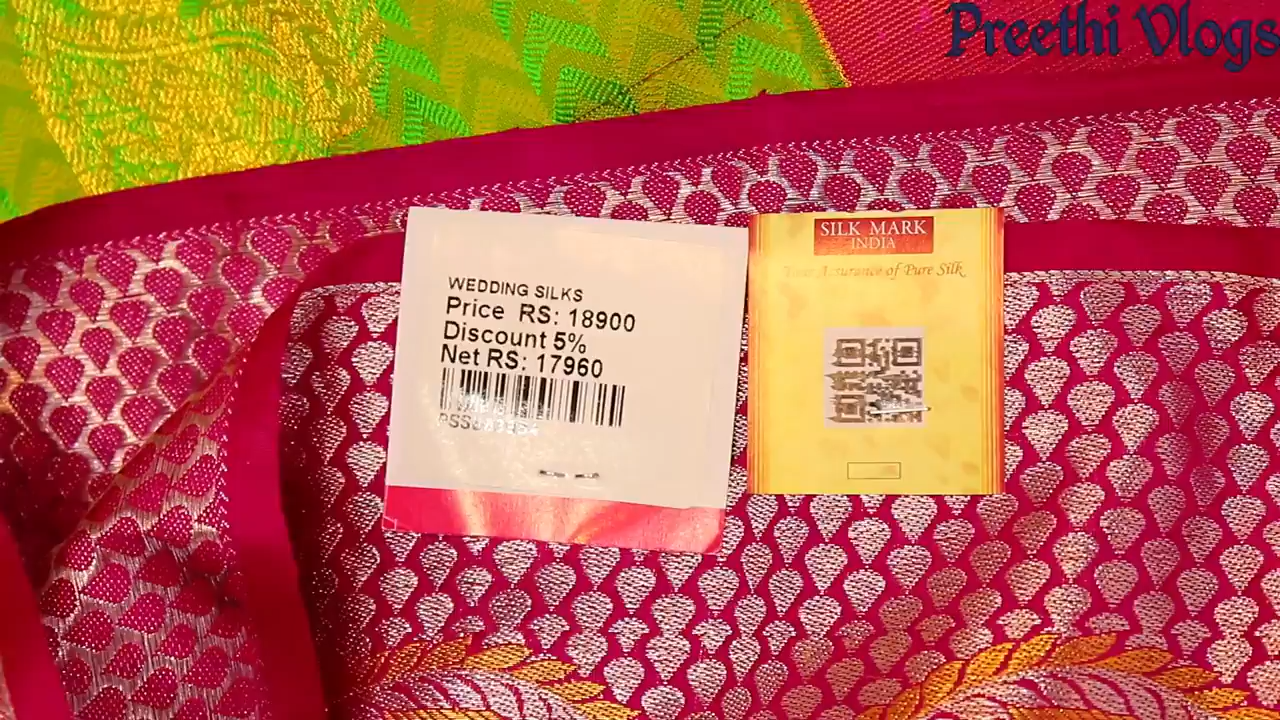 Preethi Vlogs
WEDDING SILKS
Price RS: 18900
Discount 5%
Net RS: 17960
SILK MARK
INDIA
Your Assurance of Pure Silk